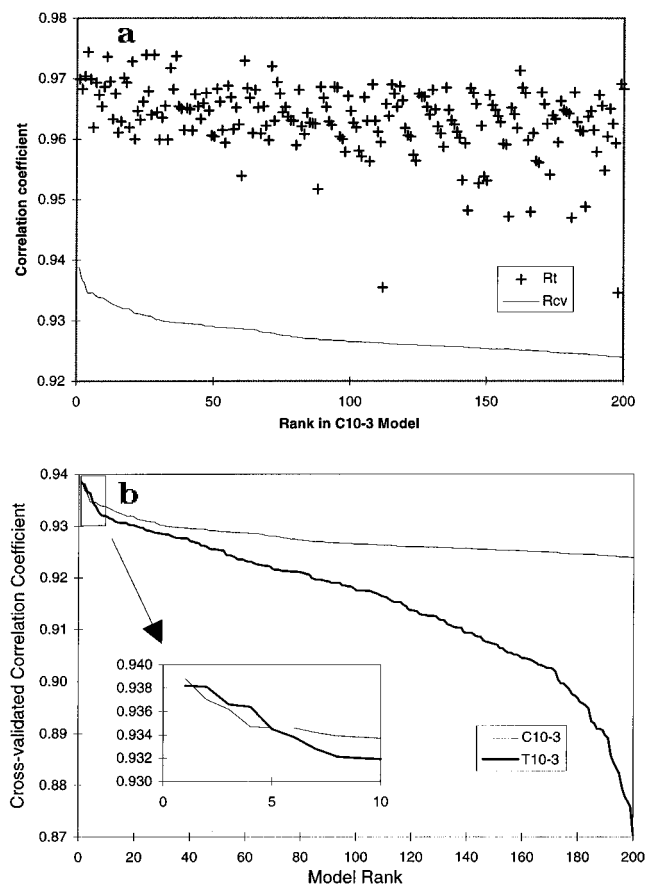 0.98
a
0.97
0.96
0.95
0.94
0.93
0.92
Correlation coefficient
+ Rt
Rcv
0 50 100 150 200
Rank in C10-3 Model
0.94
b
0.93
0.92
0.91
0.90
0.89
0.88
0.87
Cross-validated Correlation Coefficient
0.940
0.938
0.936
0.934
0.932
0.930
0 5 10
C10-3
T10-3
0 20 40 60 80 100 120 140 160 180 200
Model Rank